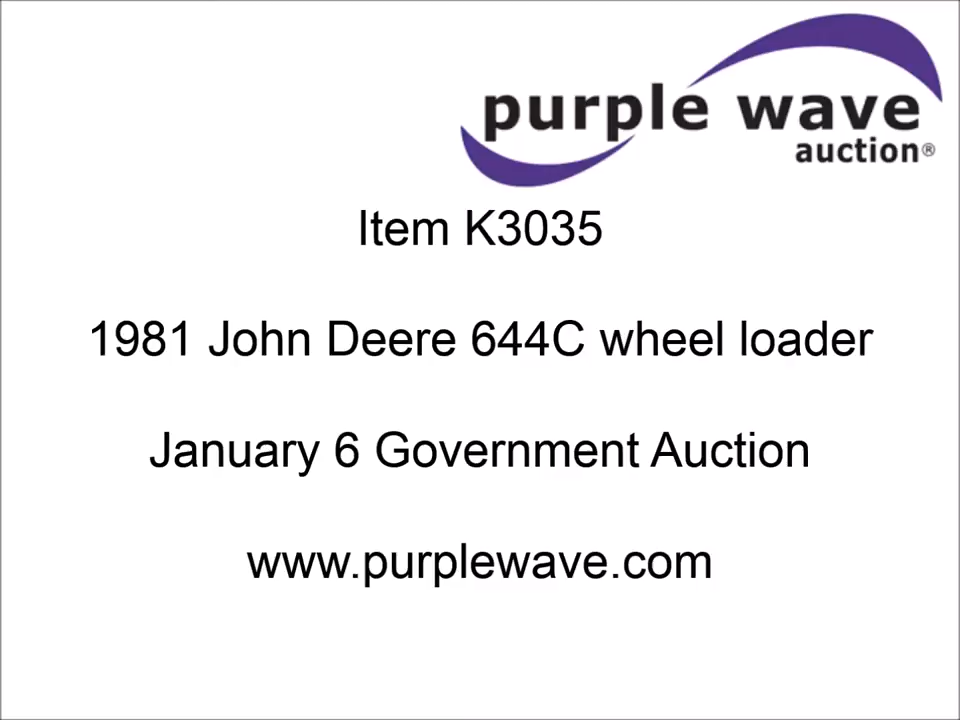 purple wave
auction®
Item K3035
1981 John Deere 644C wheel loader
January 6 Government Auction
www.purplewave.com